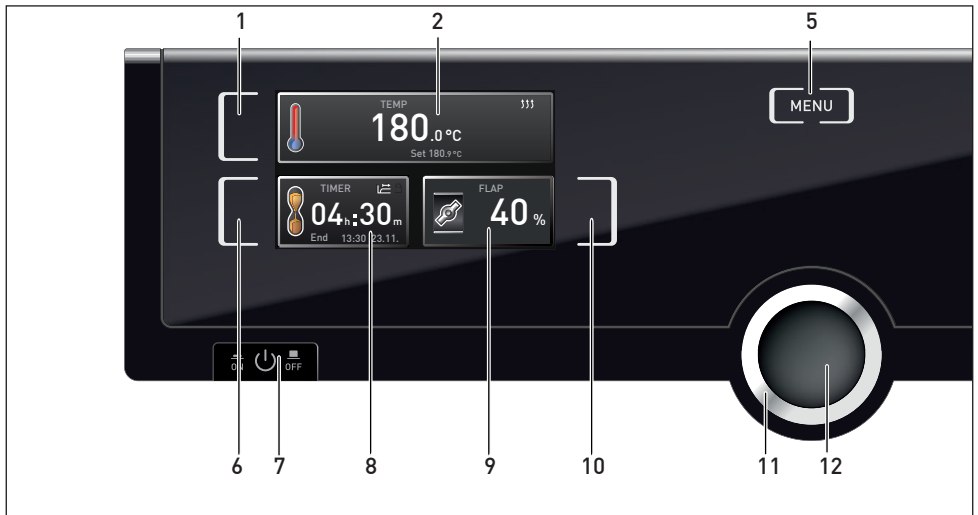 1 2 5
TEMP
180.0 °C
Set 180.9 °C
MENU
TIMER
04h:30m
End 13:30 23.11.
FLAP
40 %
ON OFF
6 7 8 9 10 11 12